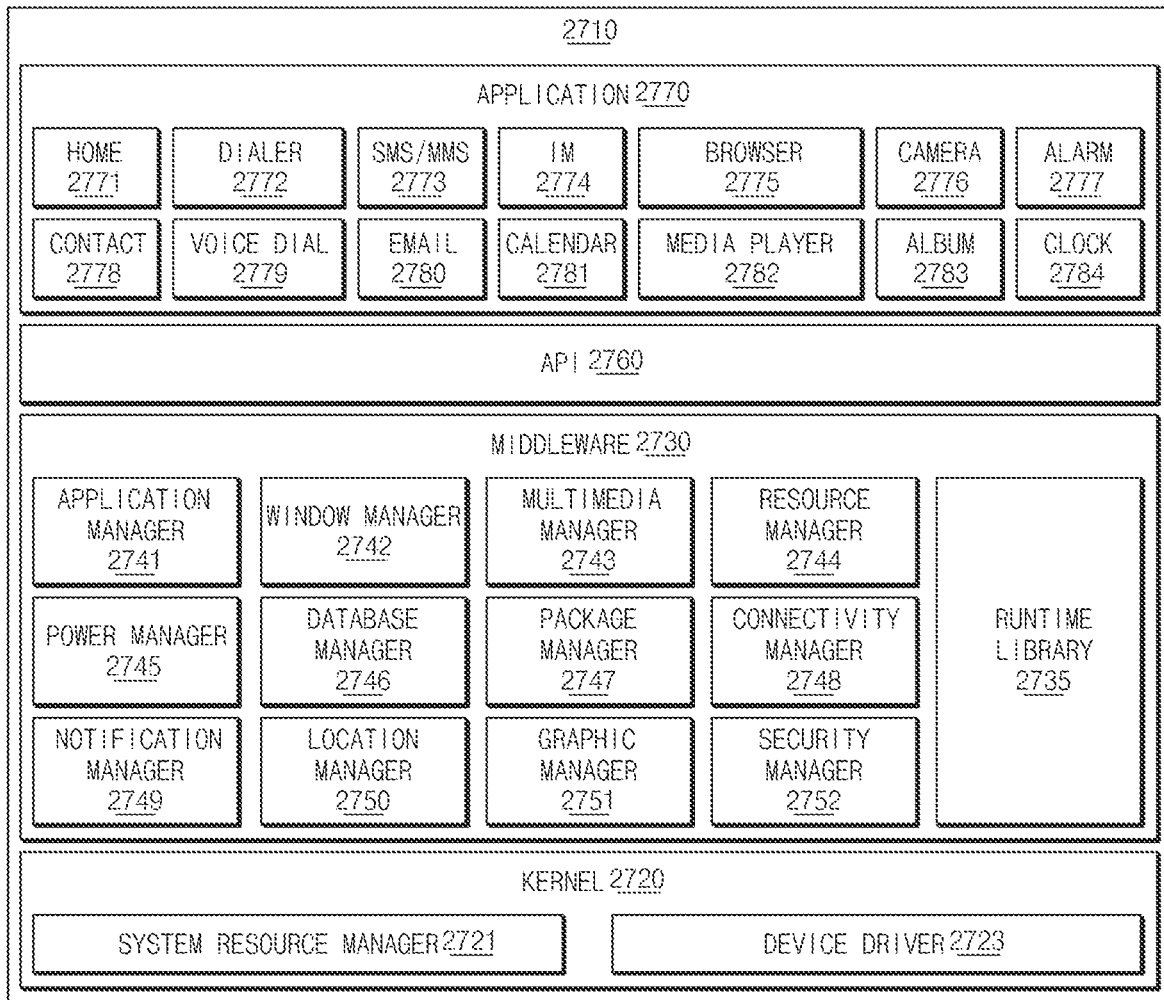 2710
APPLICATION 2770
HOME
2771
DIALER
2772
SMS/MMS
2773
IM
2774
BROWSER
2775
CAMERA
2776
ALARM
2777
CONTACT
2778
VOICE DIAL
2779
EMAIL
2780
CALENDAR
2781
MEDIA PLAYER
2782
ALBUM
2783
CLOCK
2784
API 2760
MIDDLEWARE 2730
APPLICATION
MANAGER
2741
WINDOW MANAGER
2742
MULTIMEDIA
MANAGER
2743
RESOURCE
MANAGER
2744
POWER MANAGER
2745
DATABASE
MANAGER
2746
PACKAGE
MANAGER
2747
CONNECTIVITY
MANAGER
2748
RUNTIME
LIBRARY
2735
NOTIFICATION
MANAGER
2749
LOCATION
MANAGER
2750
GRAPHIC
MANAGER
2751
SECURITY
MANAGER
2752
KERNEL 2720
SYSTEM RESOURCE MANAGER 2721
DEVICE DRIVER 2723